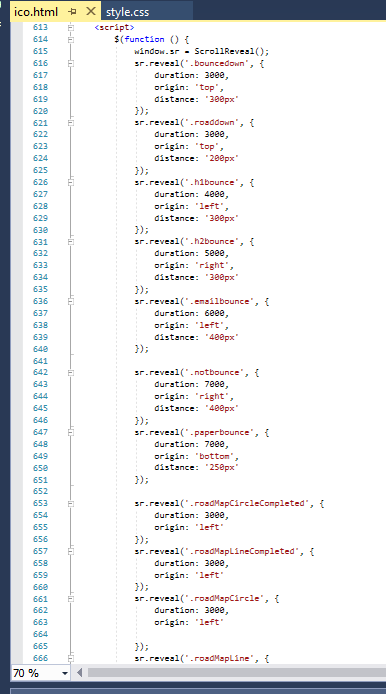 ico.html style.css
613 <script>
614 $(function () {
615 window.sr = ScrollReveal();
616 sr.reveal('.bouncedown', {
617 duration: 3000,
618 origin: 'top',
619 distance: '300px'
620 });
621 sr.reveal('.roaddown', {
622 duration: 3000,
623 origin: 'top',
624 distance: '200px'
625 });
626 sr.reveal('.h1bounce', {
627 duration: 4000,
628 origin: 'left',
629 distance: '300px'
630 });
631 sr.reveal('.h2bounce', {
632 duration: 5000,
633 origin: 'right',
634 distance: '300px'
635 });
636 sr.reveal('.emailbounce', {
637 duration: 6000,
638 origin: 'left',
639 distance: '400px'
640 });
641
642 sr.reveal('.notbounce', {
643 duration: 7000,
644 origin: 'right',
645 distance: '400px'
646 });
647 sr.reveal('.paperbounce', {
648 duration: 7000,
649 origin: 'bottom',
650 distance: '250px'
651 });
652
653 sr.reveal('.roadMapCircleCompleted', {
654 duration: 3000,
655 origin: 'left'
656 });
657 sr.reveal('.roadMapLineCompleted', {
658 duration: 3000,
659 origin: 'left'
660 });
661 sr.reveal('.roadMapCircle', {
662 duration: 3000,
663 origin: 'left'
664
665 });
666 sr.reveal('.roadMapLine', {
70 %